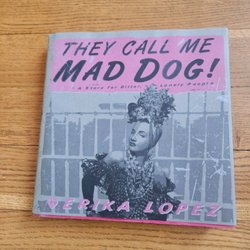 THEY CALL ME
MAD DOG!
A Story for Bitter, Lonely People
ERIKA LOPEZ